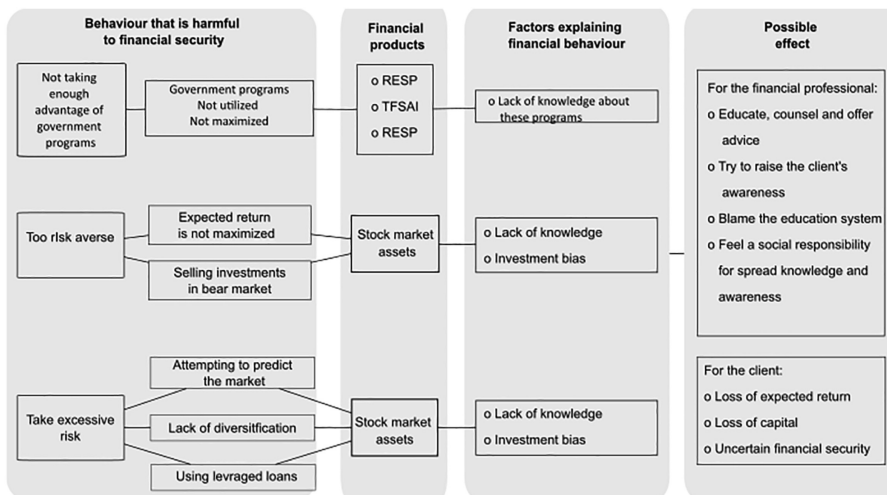 Behaviour that is harmful
to financial security
Financial
products
Factors explaining
financial behaviour
Possible
effect
Not taking
enough
advantage of
government
programs
Government programs
Not utilized
Not maximized
o RESP
o TFSAI
o RESP
o Lack of knowledge about
these programs
Too rIsk averse
Expected return
is not maximized
Selling investments
in bear market
Stock market
assets
o Lack of knowledge
o Investment bias
Take excessive
risk
Attempting to predict
the market
Lack of diversitfication
Using levraged loans
Stock market
assets
o Lack of knowledge
o Investment bias
For the financial professional:
o Educate, counsel and offer
advice
o Try to raise the client's
awareness
o Blame the education system
o Feel a social responsibility
for spread knowledge and
awareness
For the client:
o Loss of expected return
o Loss of capital
o Uncertain financial security